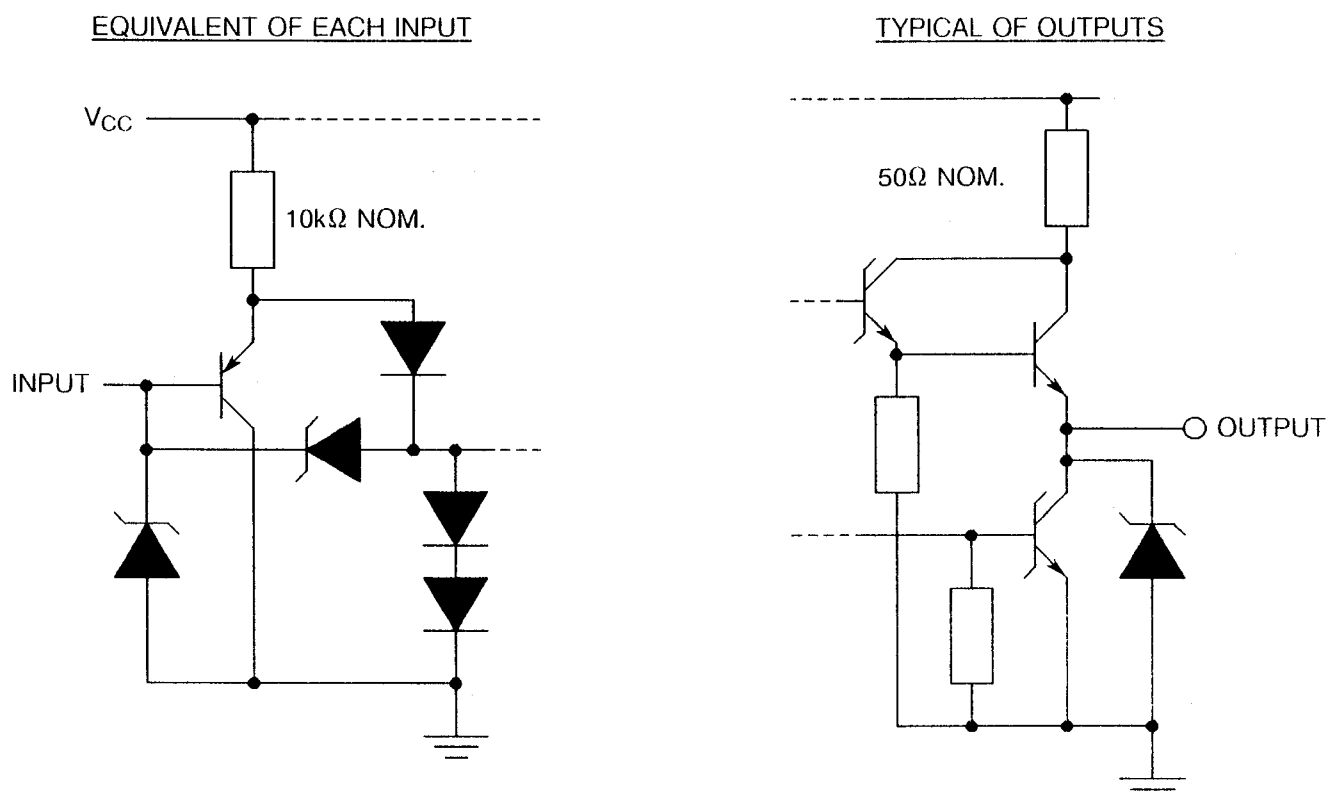 EQUIVALENT OF EACH INPUT
TYPICAL OF OUTPUTS
VCC
10kΩ NOM.
INPUT
50Ω NOM.
OUTPUT